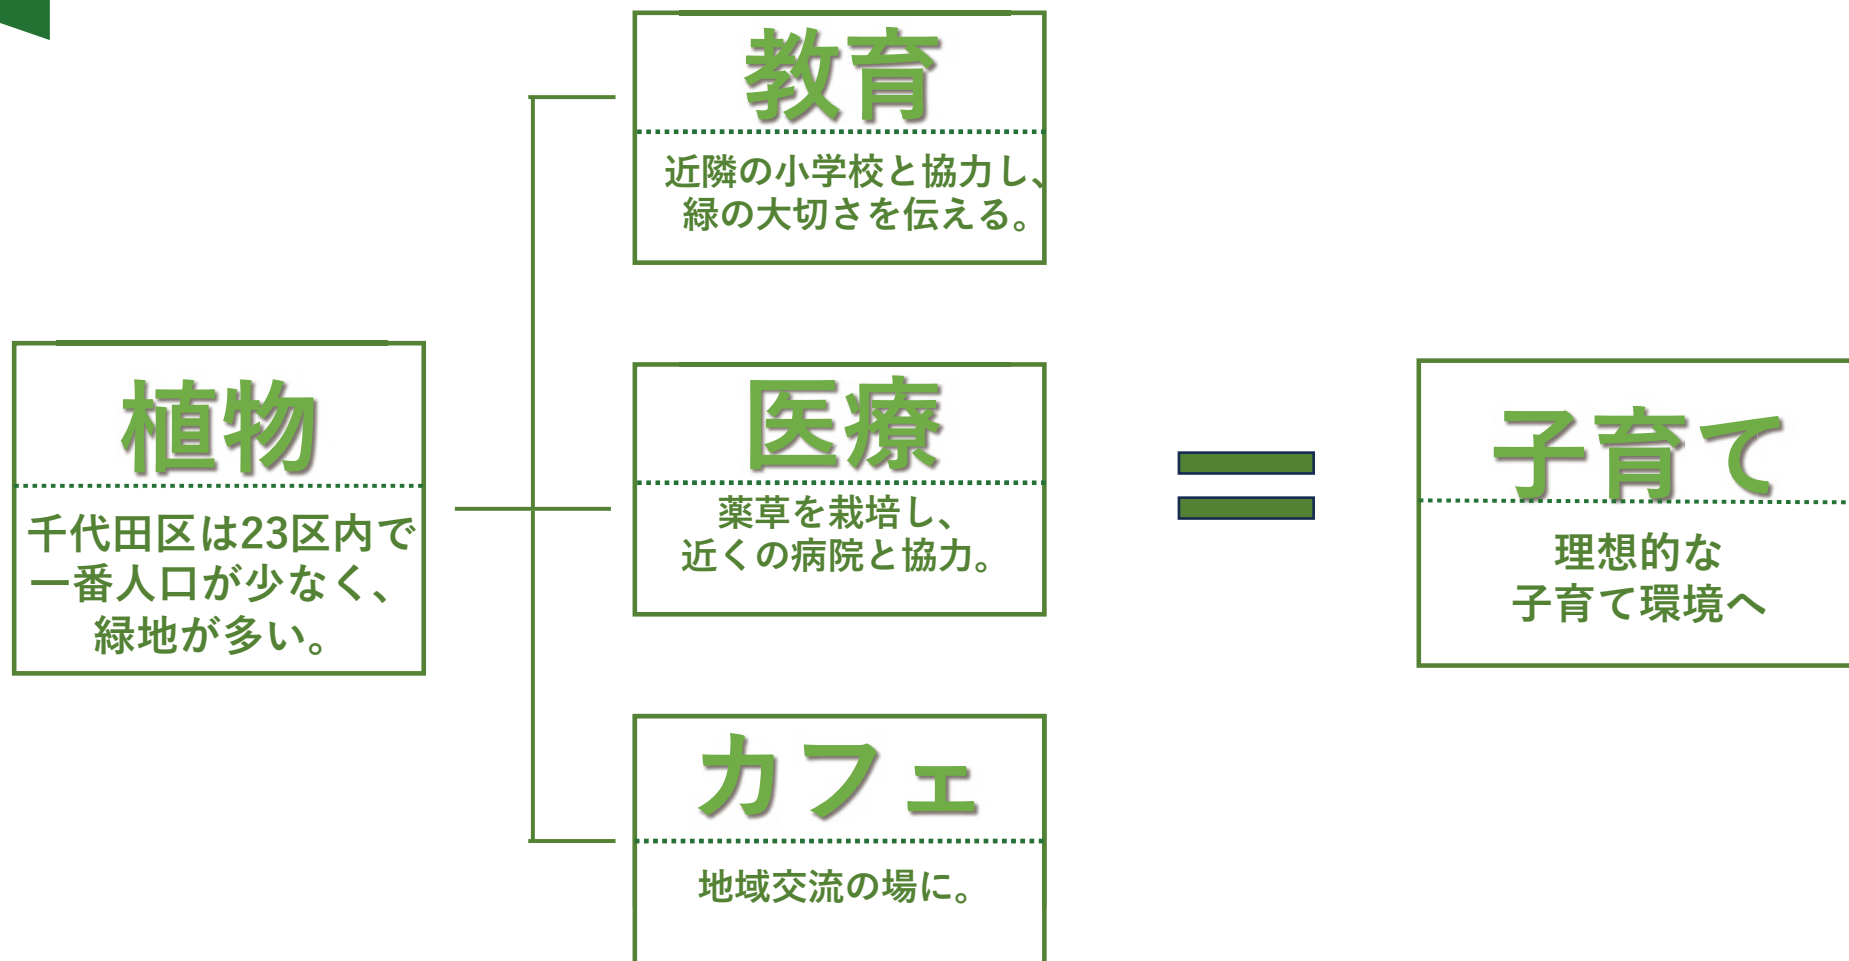 植物
千代田区は23区内で
一番人口が少なく、
緑地が多い。
教育
近隣の小学校と協力し、
緑の大切さを伝える。
医療
薬草を栽培し、
近くの病院と協力。
カフェ
地域交流の場に。
子育て
理想的な
子育て環境へ